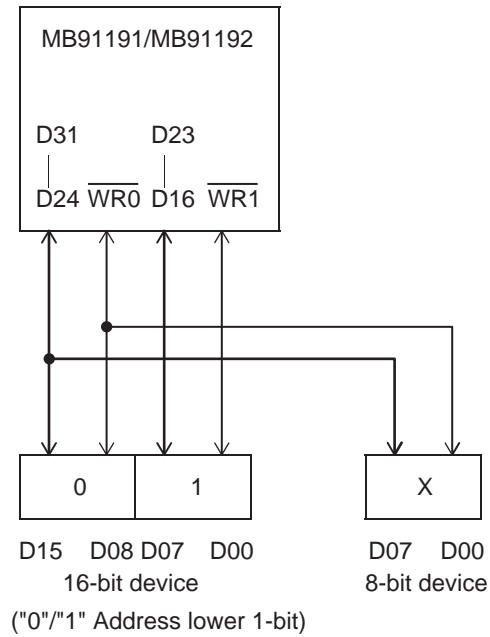 MB91191/MB91192
D31 D23
D24 WR0 D16 WR1
0 1 X
D15 D08 D07 D00 D07 D00
16-bit device 8-bit device
("0"/"1" Address lower 1-bit)